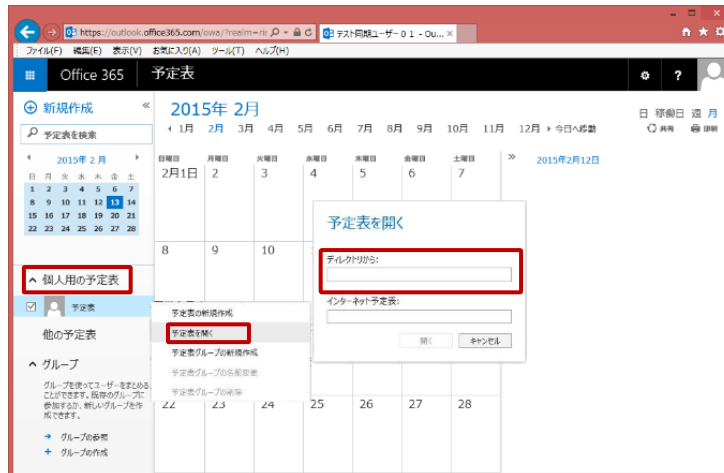 https://outlook.office365.com/owa/?realm=
テスト同期ユーザー01 - Ou... ×
ファイル(F) 編集(E) 表示(V) お気に入り(A) ツール(T) ヘルプ(H)
Office 365 予定表 ?
新規作成 «
予定表を検索
2015年 2月
1月 2月 3月 4月 5月 6月 7月 8月 9月 10月 11月 12月 今日へ移動
日 稼働日 週 月
共有 印刷
2015年 2月
日 月 火 水 木 金 土
1 2 3 4 5 6 7
8 9 10 11 12 13 14
15 16 17 18 19 20 21
22 23 24 25 26 27 28
日曜日 月曜日 火曜日 水曜日 木曜日 金曜日 土曜日 » 2015年2月12日
2月1日 2 3 4 5 6 7
8 9 10
予定表を開く
ディレクトリから:
インターネット予定表:
開く キャンセル
個人用の予定表
予定表
他の予定表
グループ
グループを使ってユーザーをまとめる
ことができます。既存のグループに
参加するか、新しいグループを作
成できます。
グループの参照
グループの作成
予定表の新規作成
予定表を開く
予定表グループの新規作成
予定表グループの名前変更
予定表グループの削除
22 23 24 25 26 27 28